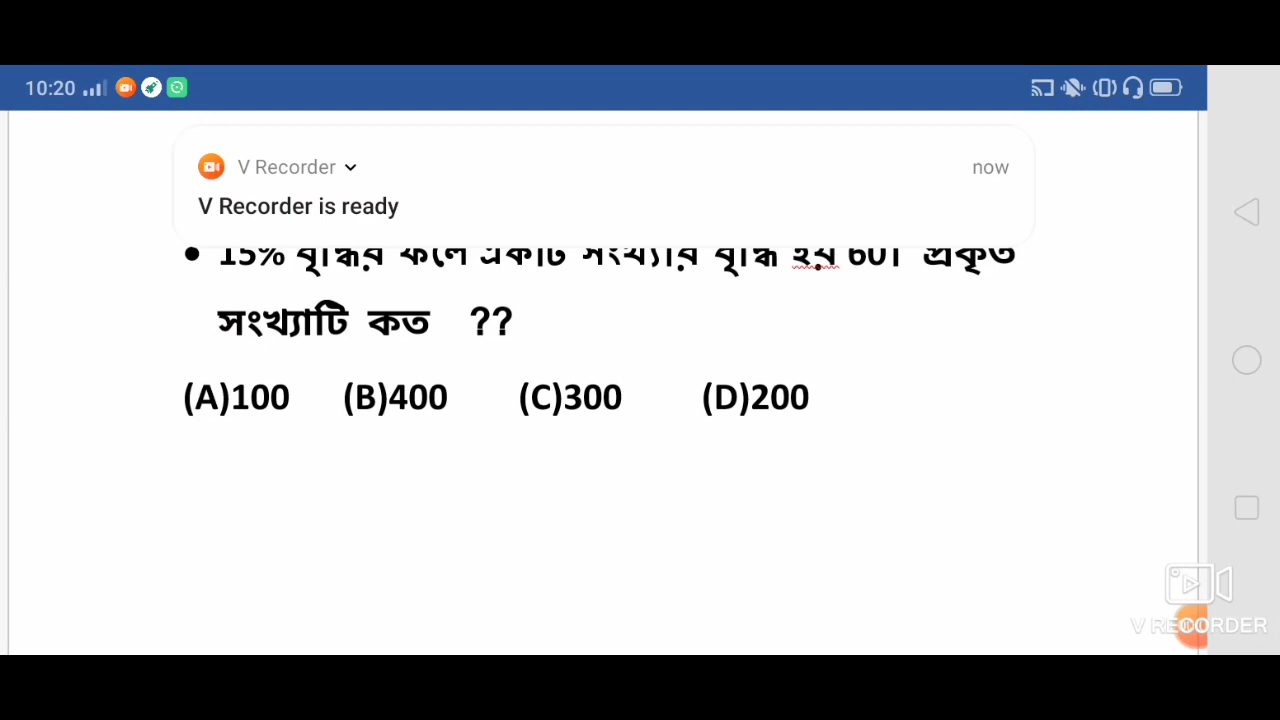 10:20
V Recorder
now
V Recorder is ready
• 15% বৃদ্ধির ফলে একটি সংখ্যার বৃদ্ধি হয় 60। প্রকৃত
সংখ্যাটি কত ??
(A)100 (B)400 (C)300 (D)200
V RECORDER